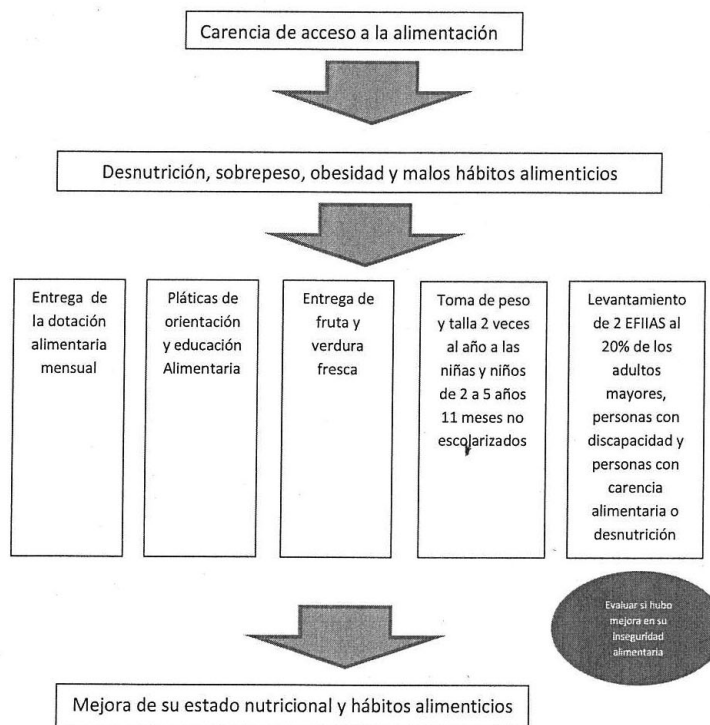 Carencia de acceso a la alimentación
Desnutrición, sobrepeso, obesidad y malos hábitos alimenticios
Entrega de
la dotación
alimentaria
mensual
Pláticas de
orientación
y educación
Alimentaria
Entrega de
fruta y
verdura
fresca
Toma de peso
y talla 2 veces
al año a las
niñas y niños
de 2 a 5 años
11 meses no
escolarizados
Levantamiento
de 2 EFIIAS al
20% de los
adultos
mayores,
personas con
discapacidad y
personas con
carencia
alimentaria o
desnutrición
Evaluar si hubo
mejora en su
inseguridad
alimentaria
Mejora de su estado nutricional y hábitos alimenticios